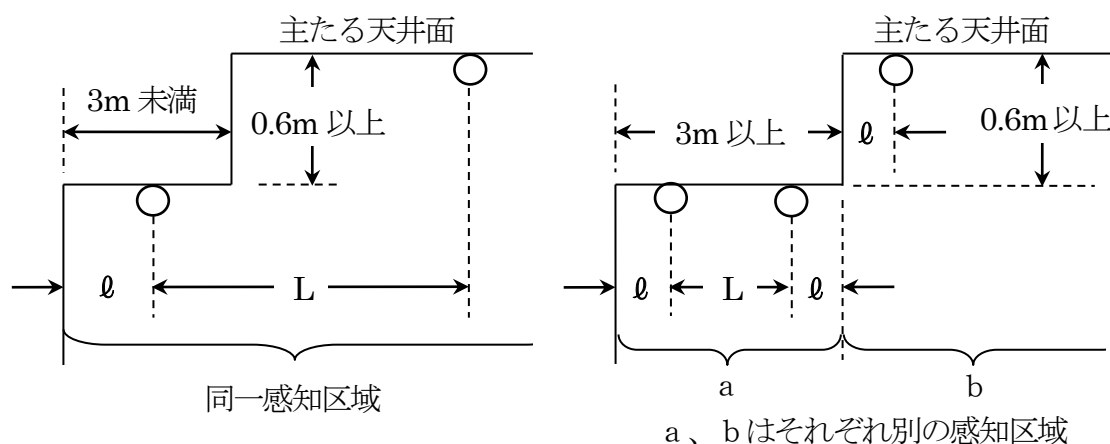 主たる天井面
3m 未満
0.6m 以上
ℓ
L
同一感知区域
主たる天井面
ℓ
0.6m 以上
3m 以上
ℓ
L
ℓ
a
b
a 、 b はそれぞれ別の感知区域